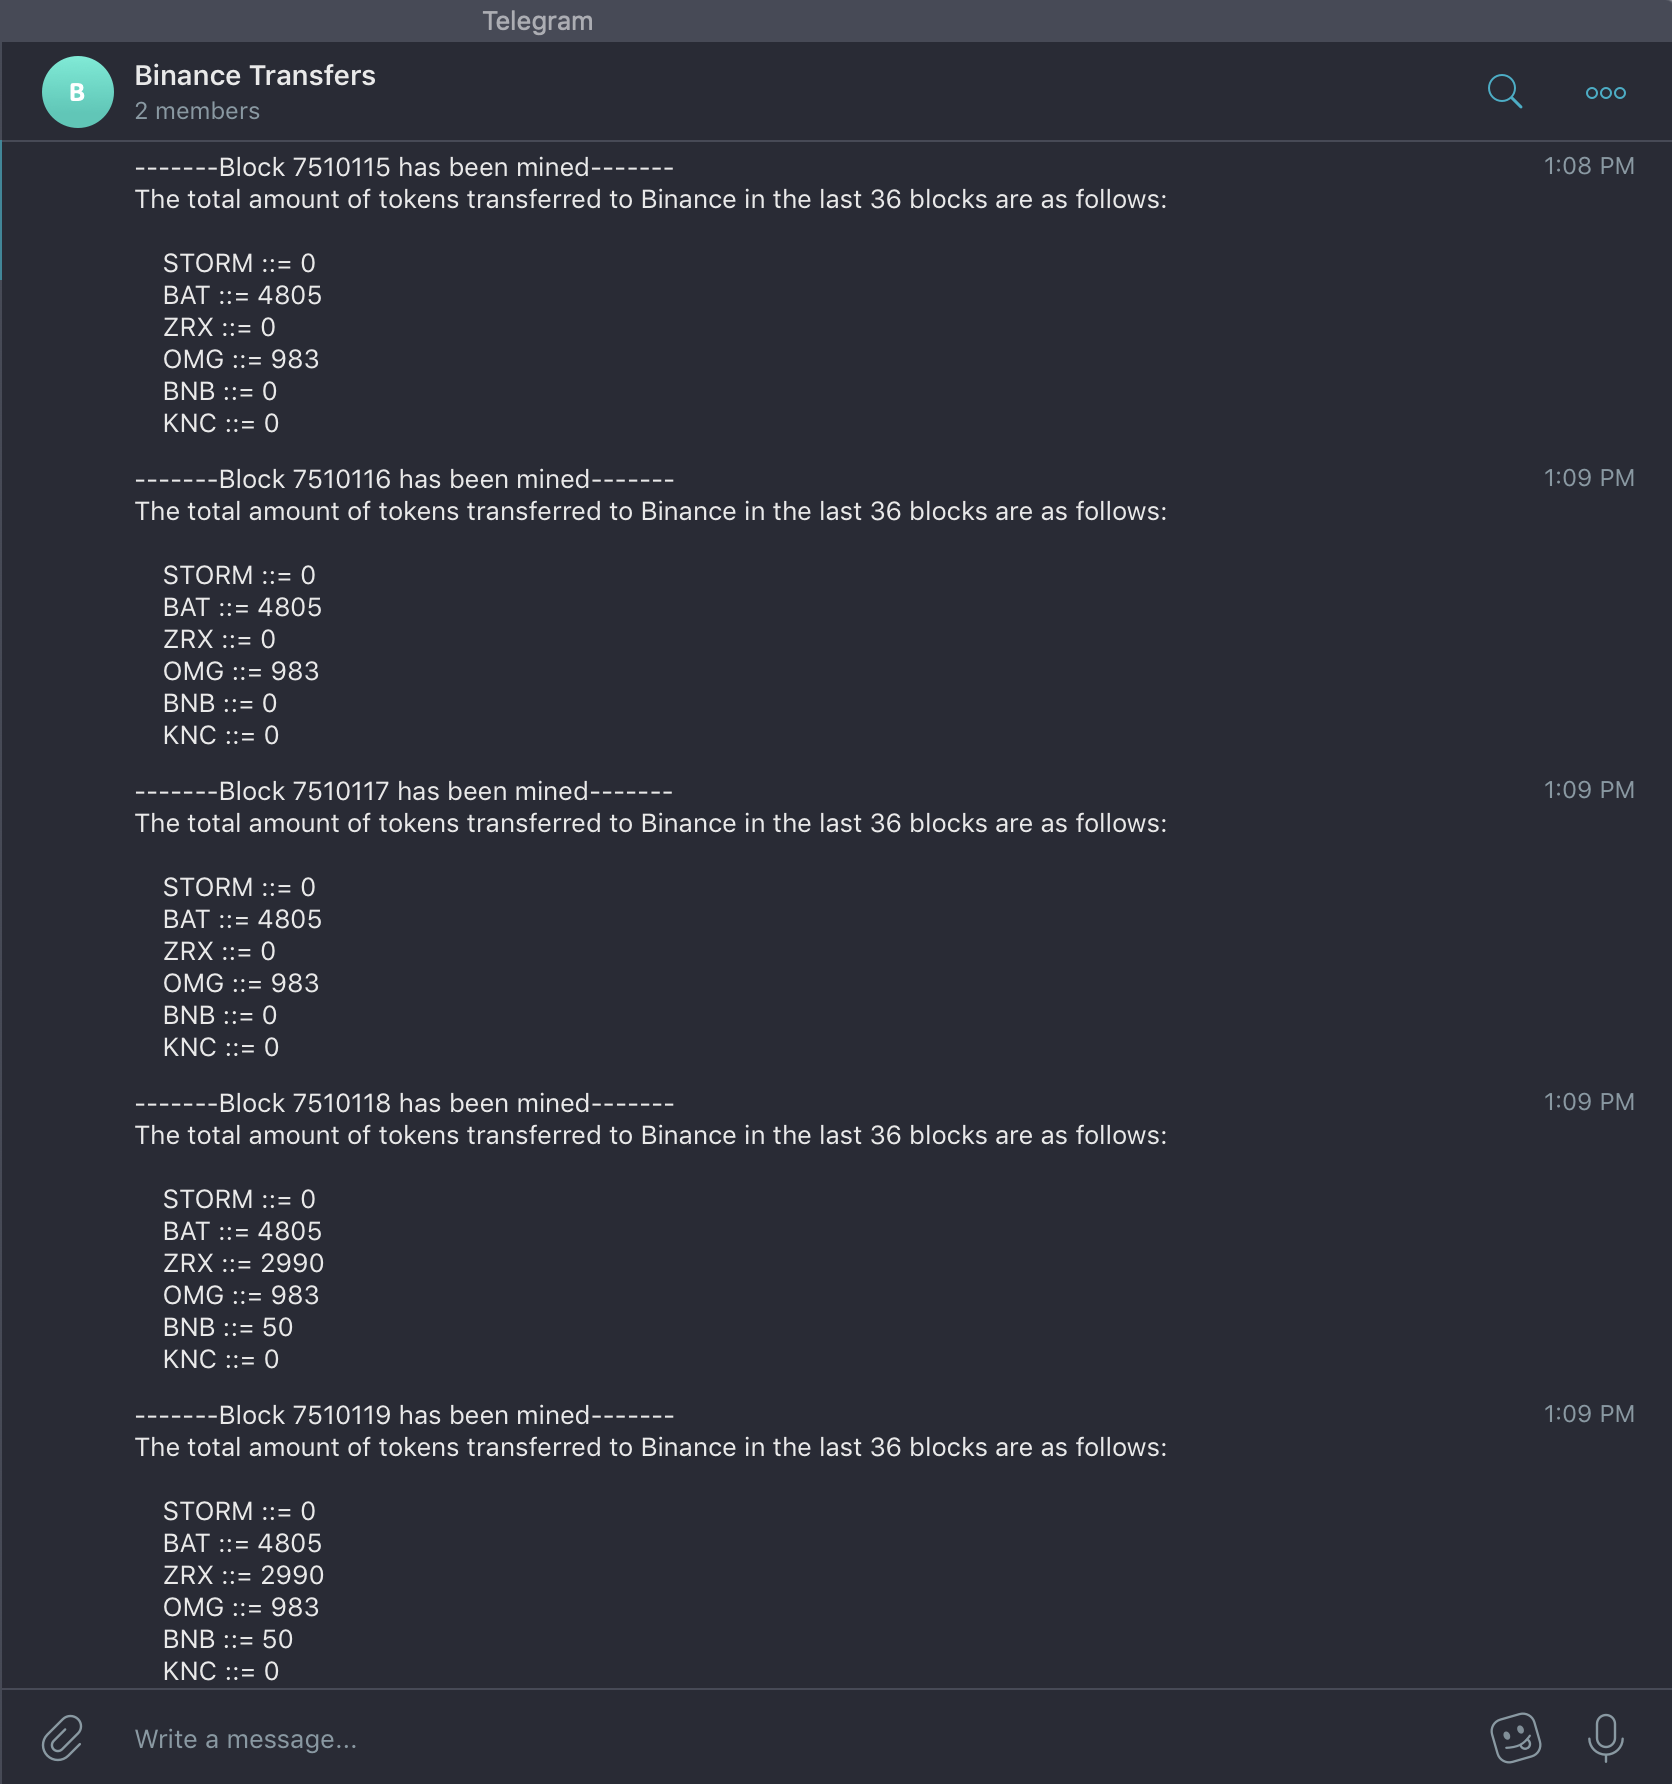 Telegram
B
Binance Transfers
2 members
-------Block 7510115 has been mined------- 1:08 PM
The total amount of tokens transferred to Binance in the last 36 blocks are as follows:
STORM ::= 0
BAT ::= 4805
ZRX ::= 0
OMG ::= 983
BNB ::= 0
KNC ::= 0
-------Block 7510116 has been mined------- 1:09 PM
The total amount of tokens transferred to Binance in the last 36 blocks are as follows:
STORM ::= 0
BAT ::= 4805
ZRX ::= 0
OMG ::= 983
BNB ::= 0
KNC ::= 0
-------Block 7510117 has been mined------- 1:09 PM
The total amount of tokens transferred to Binance in the last 36 blocks are as follows:
STORM ::= 0
BAT ::= 4805
ZRX ::= 0
OMG ::= 983
BNB ::= 0
KNC ::= 0
-------Block 7510118 has been mined------- 1:09 PM
The total amount of tokens transferred to Binance in the last 36 blocks are as follows:
STORM ::= 0
BAT ::= 4805
ZRX ::= 2990
OMG ::= 983
BNB ::= 50
KNC ::= 0
-------Block 7510119 has been mined------- 1:09 PM
The total amount of tokens transferred to Binance in the last 36 blocks are as follows:
STORM ::= 0
BAT ::= 4805
ZRX ::= 2990
OMG ::= 983
BNB ::= 50
KNC ::= 0
Write a message...